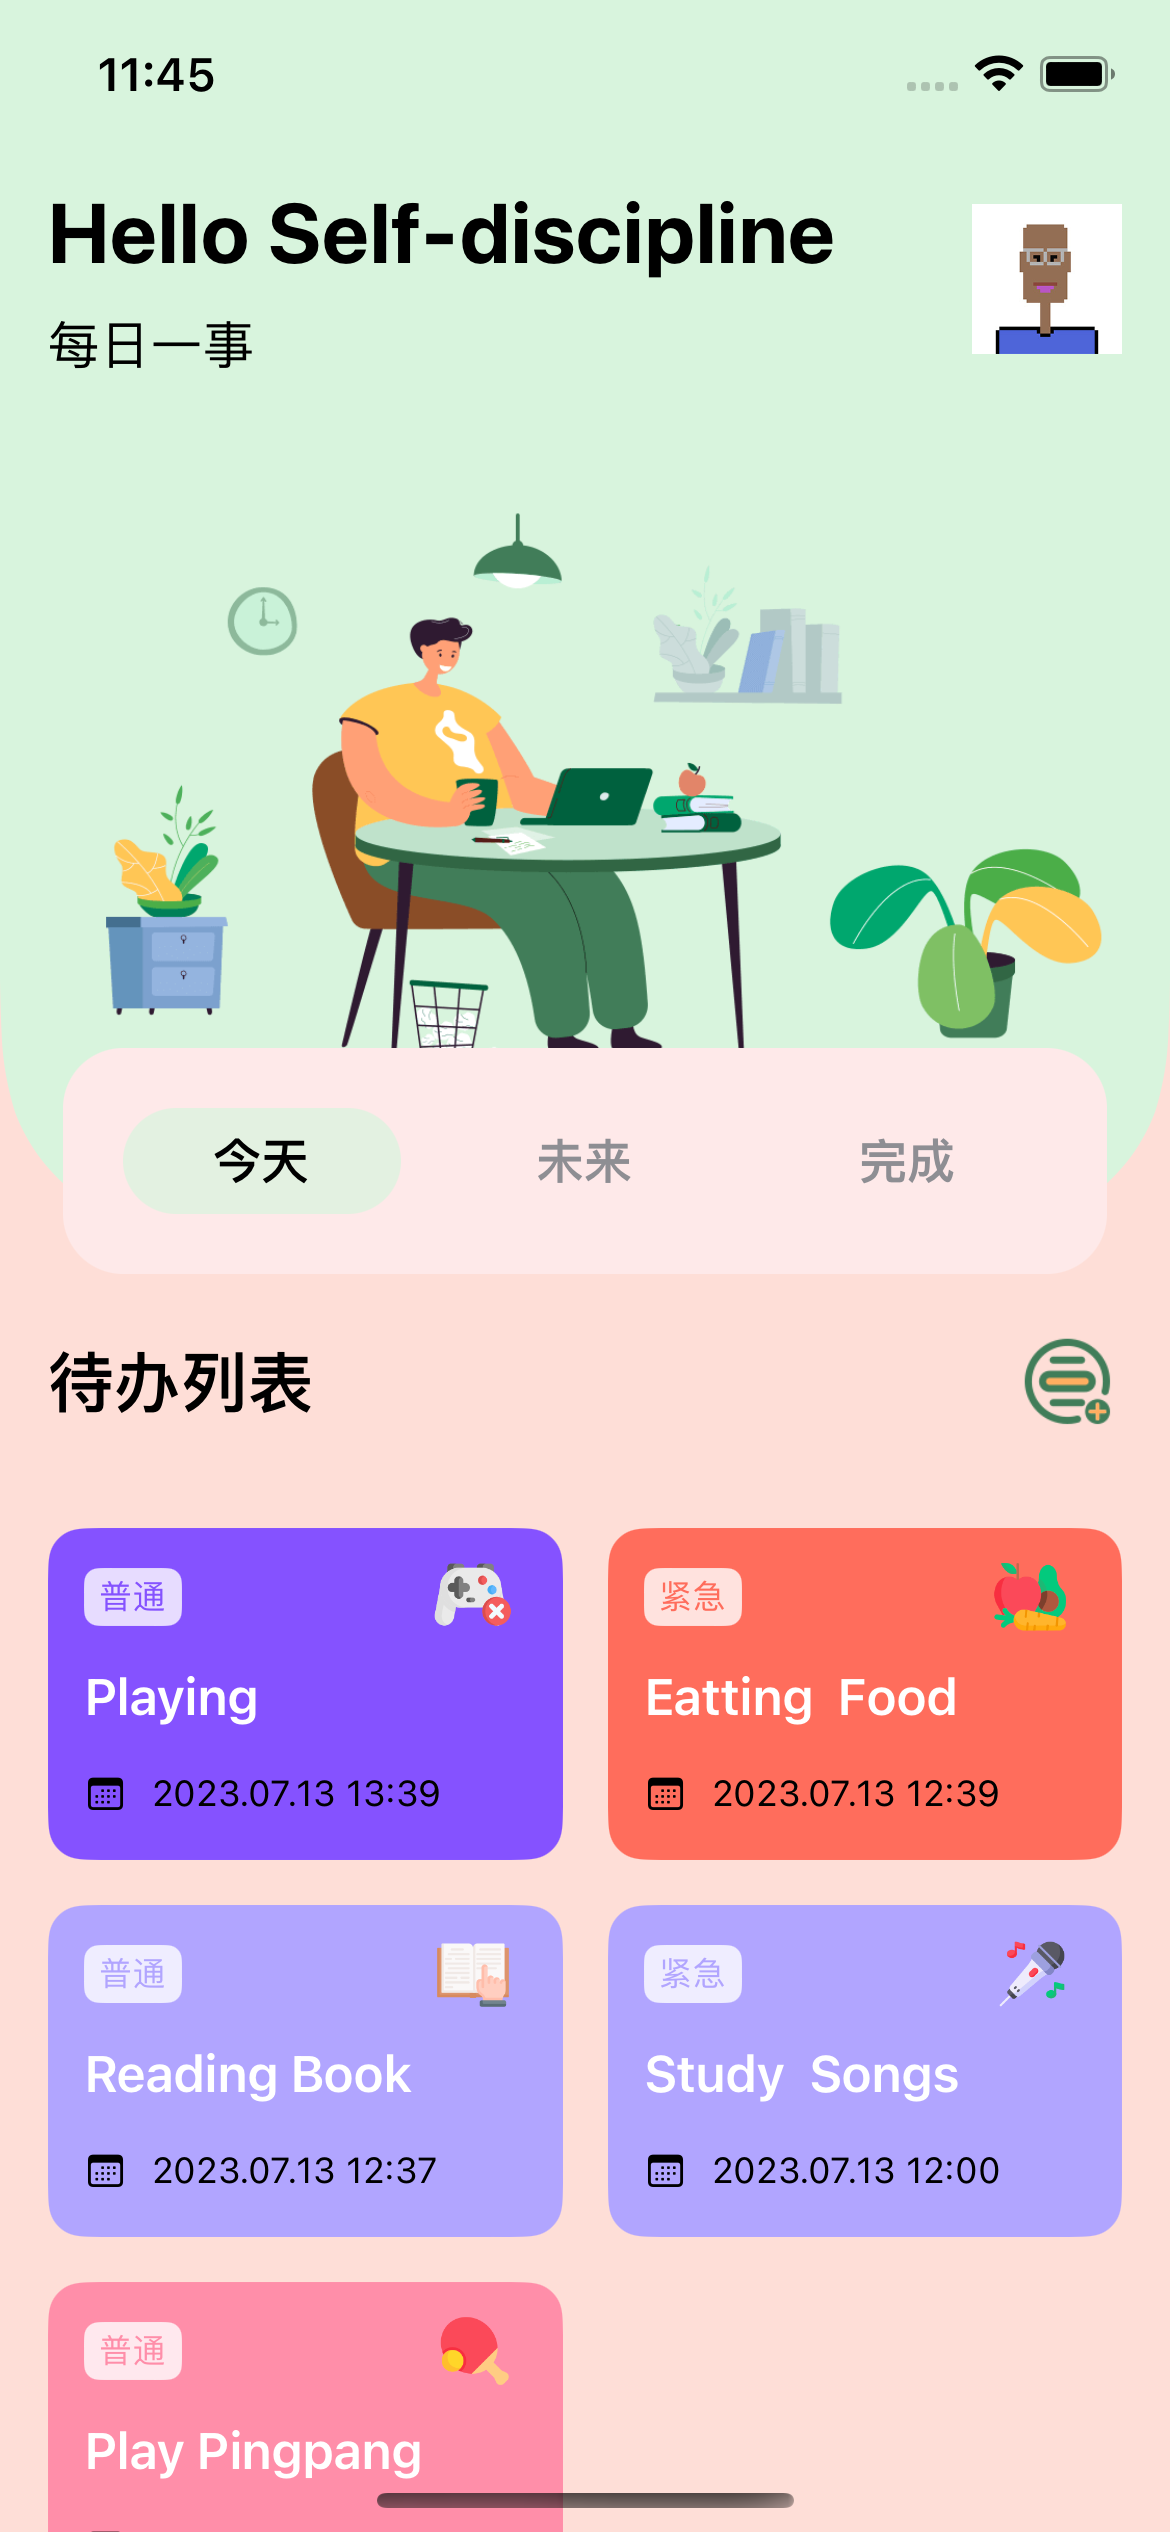 11:45
Hello Self-discipline
每日一事
今天 未来 完成
待办列表
普通
Playing
2023.07.13 13:39
紧急
Eatting  Food
2023.07.13 12:39
普通
Reading Book
2023.07.13 12:37
紧急
Study  Songs
2023.07.13 12:00
普通
Play Pingpang